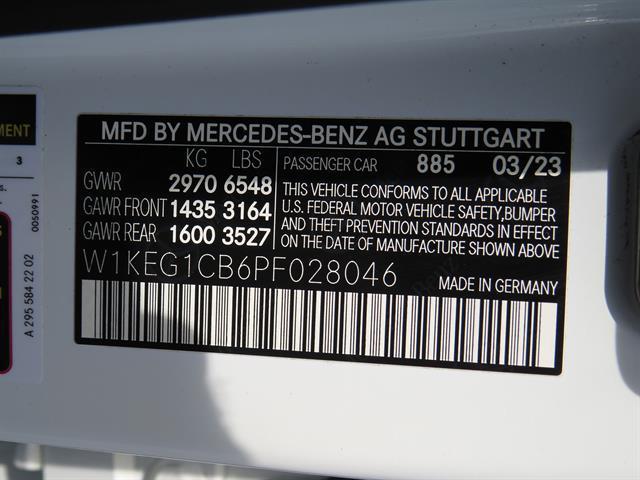 MFD BY MERCEDES-BENZ AG STUTTGART
KG LBS
GVWR 2970 6548
GAWR FRONT 1435 3164
GAWR REAR 1600 3527
PASSENGER CAR 885 03/23
THIS VEHICLE CONFORMS TO ALL APPLICABLE
U.S. FEDERAL MOTOR VEHICLE SAFETY, BUMPER
AND THEFT PREVENTION STANDARDS IN EFFECT
ON THE DATE OF MANUFACTURE SHOWN ABOVE.
W1KEG1CB6PF028046
MADE IN GERMANY
MENT
3
s.
A 295 584 22 02
0050991